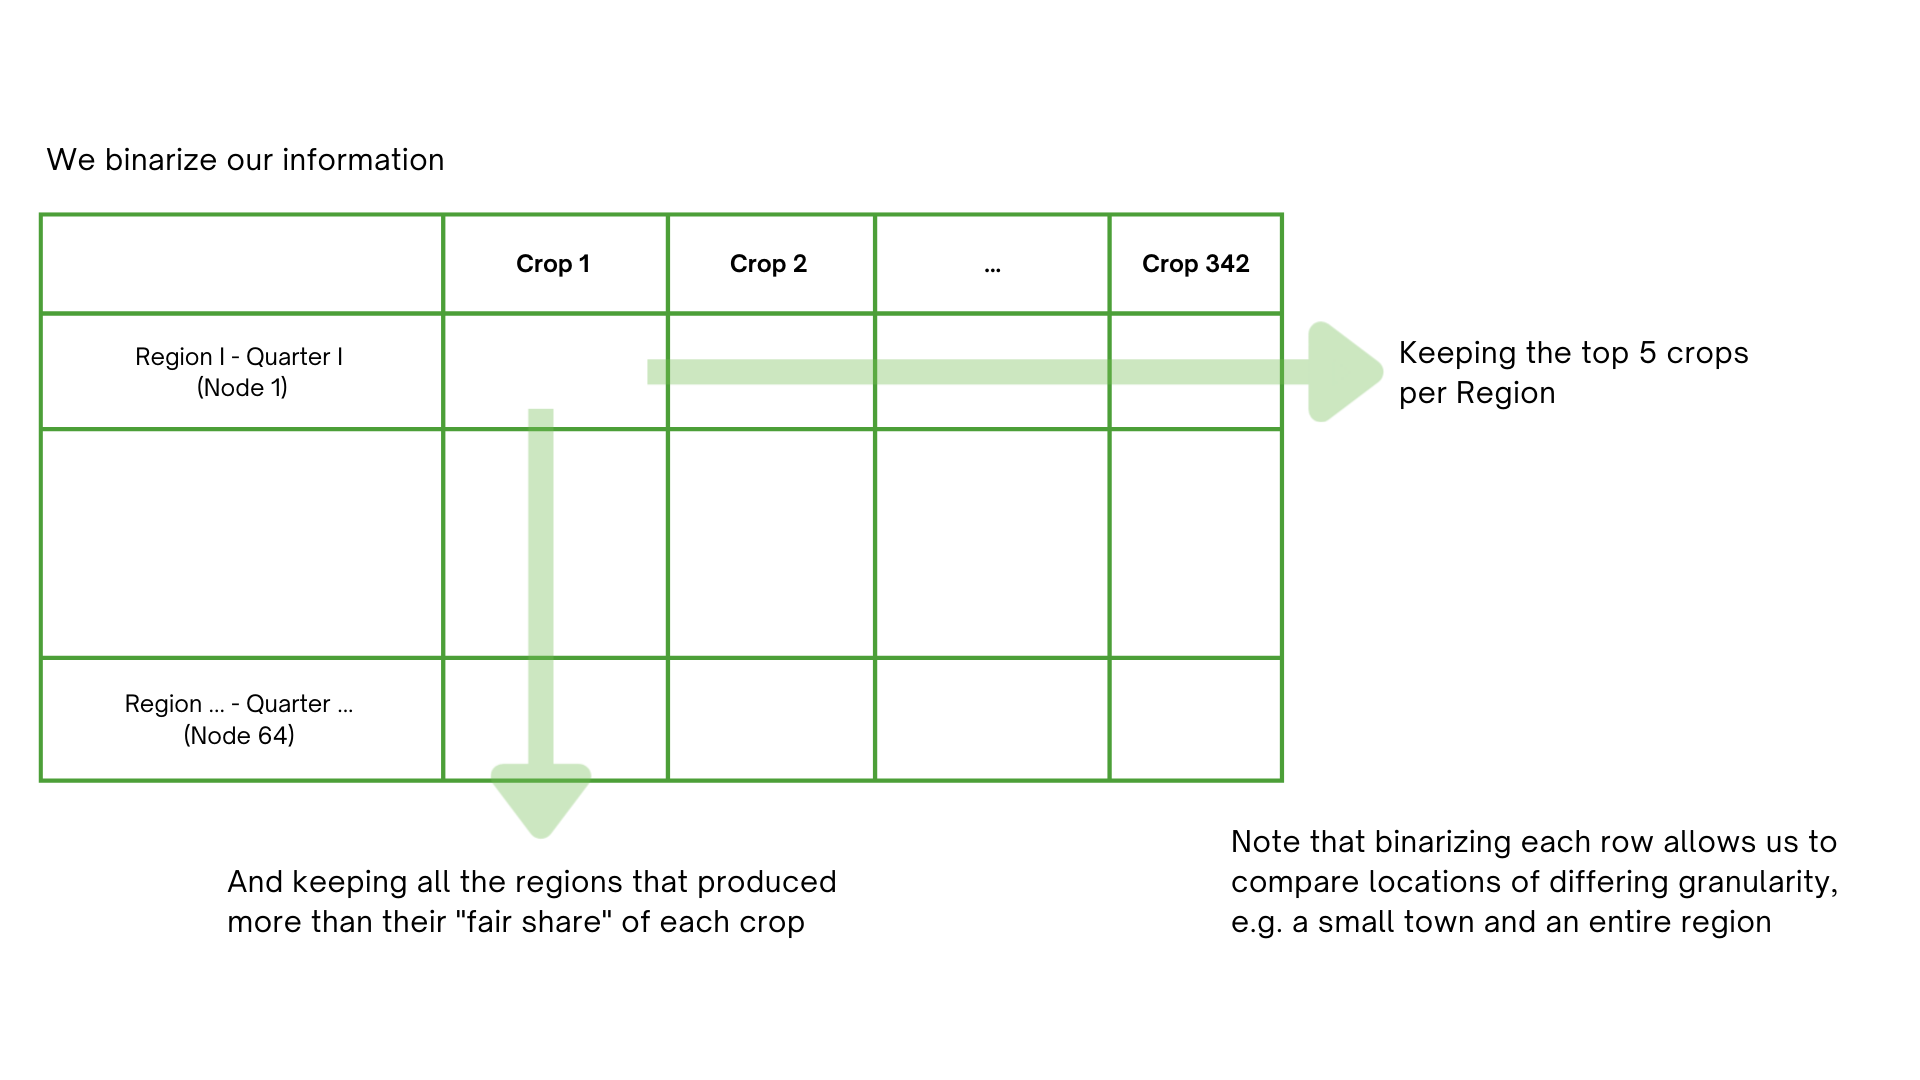 We binarize our information
Crop 1
Crop 2
...
Crop 342
Region I - Quarter I
(Node 1)
Keeping the top 5 crops
per Region
Region ... - Quarter ...
(Node 64)
And keeping all the regions that produced
more than their "fair share" of each crop
Note that binarizing each row allows us to
compare locations of differing granularity,
e.g. a small town and an entire region